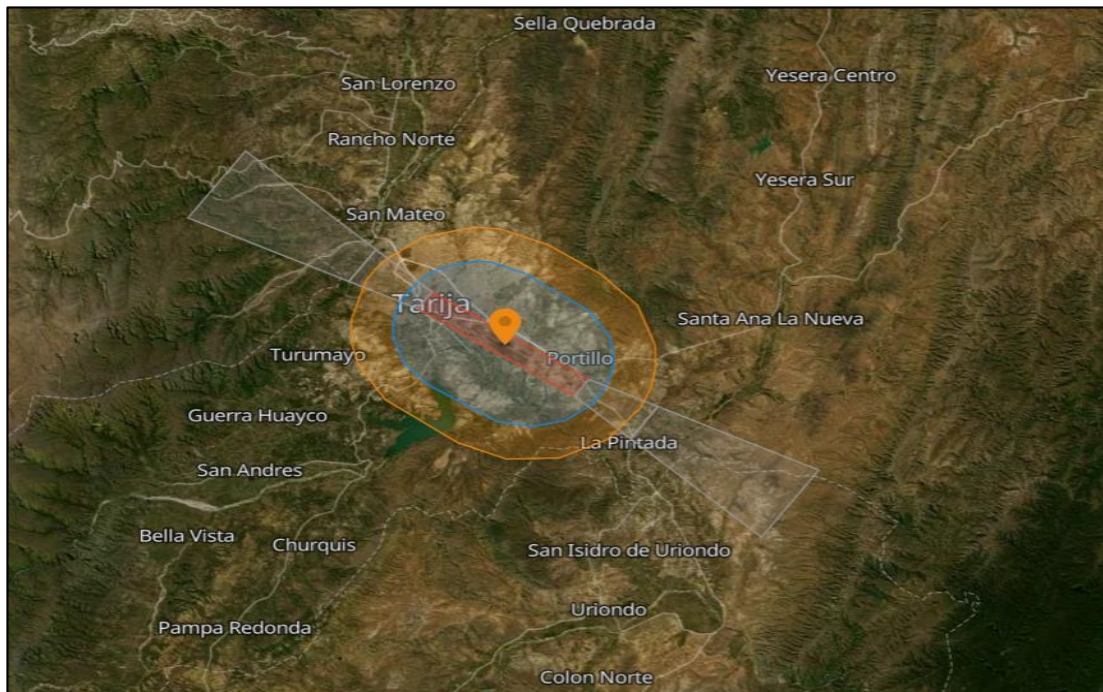 Sella Quebrada
Yesera Centro
San Lorenzo
Rancho Norte
Yesera Sur
San Mateo
Tarija
Santa Ana La Nueva
Turumayo
Portillo
Guerra Huayco
La Pintada
San Andres
Bella Vista
Churquis
San Isidro de Uriondo
Uriondo
Pampa Redonda
Colon Norte